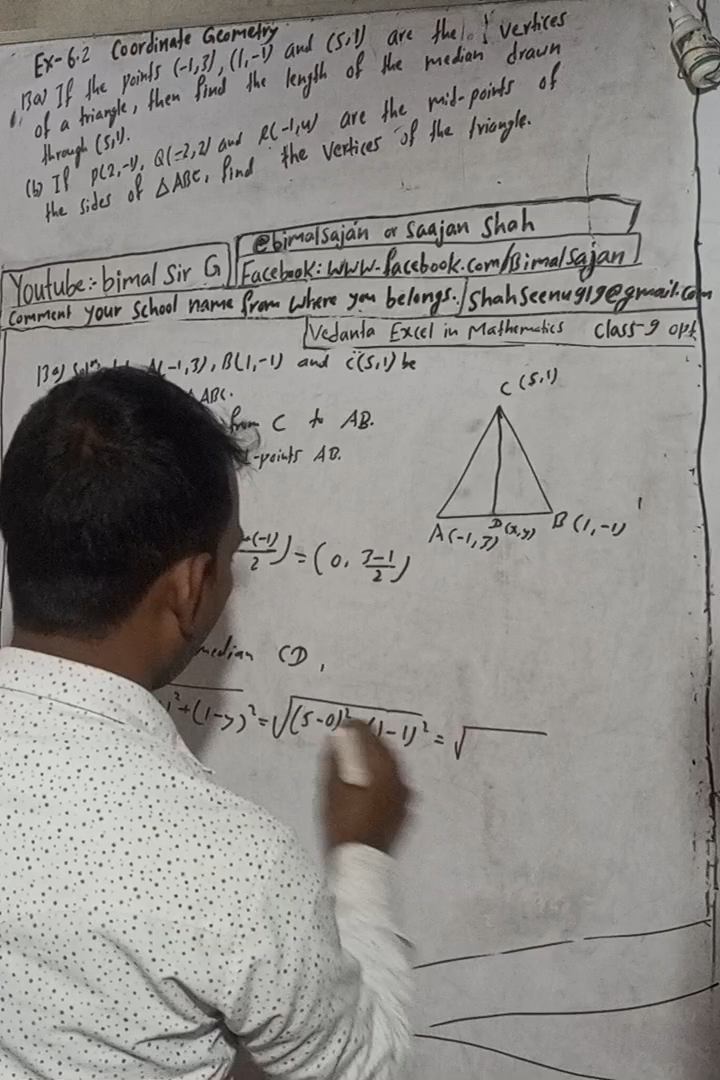 Ex-6.2 Coordinate Geometry
13a) If the points (-1,3), (1,-1) and (5,1) are the vertices
of a triangle, then find the length of the median drawn
through (5,1).
(b) If P(2,-1), Q(-2,2) and R(-1,4) are the mid-points of
the sides of △ABC, find the vertices of the triangle.
@bimalsajan or Saajan Shah
Youtube:- bimal Sir G
Facebook: www.facebook.com/Bimalsajan
Comment your School name from where you belongs.
Shahseenu919@gmail.com
Vedanta Excel in Mathematics Class-9 opt
13a) A(-1,3), B(1,-1) and C(5,1) be
ABC.
from C to AB.
-points AB.
C (5,1)
A(-1,3) D(x,y) B(1,-1)
+(-1)/2) = (0, 3-1/2)
median CD,
)²+(1-y)² = √(5-0)² (1-1)² = √